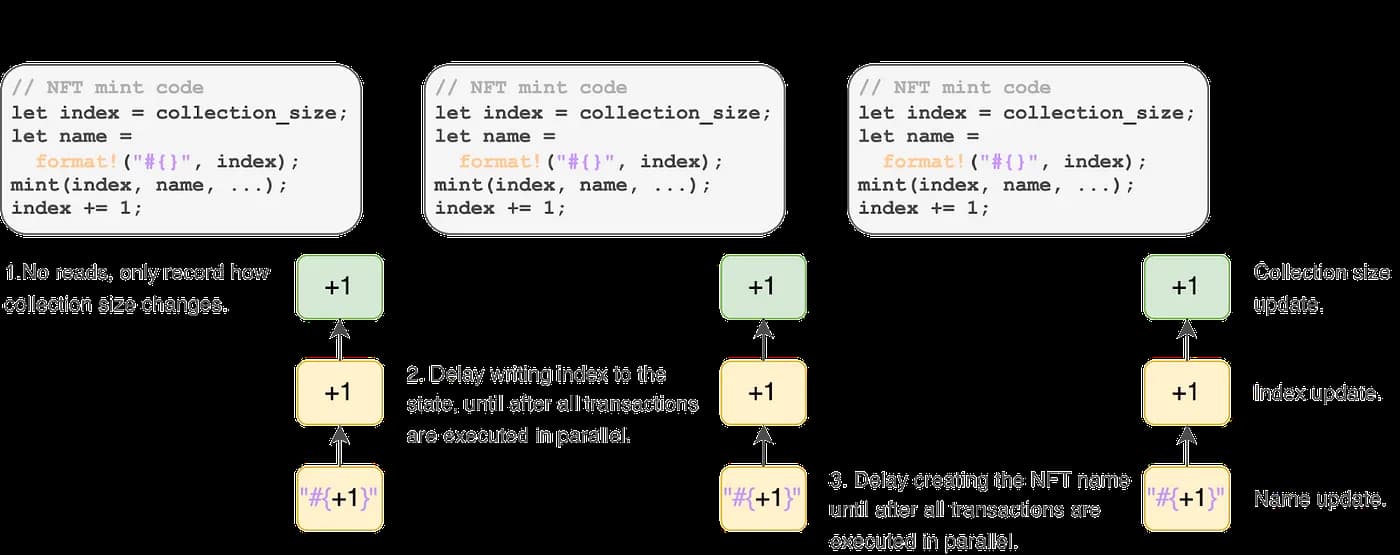 // NFT mint code
let index = collection_size;
let name =
format!("#{}", index);
mint(index, name, ...);
index += 1;
// NFT mint code
let index = collection_size;
let name =
format!("#{}", index);
mint(index, name, ...);
index += 1;
// NFT mint code
let index = collection_size;
let name =
format!("#{}", index);
mint(index, name, ...);
index += 1;
1.No reads, only record how
collection size changes.
+1
+1
+1
Collection size
update.
+1
2. Delay writing index to the
state, until after all transactions
are executed in parallel.
+1
+1
Index update.
"#{+1}"
"#{+1}"
3. Delay creating the NFT name
until after all transactions are
executed in parallel.
"#{+1}"
Name update.